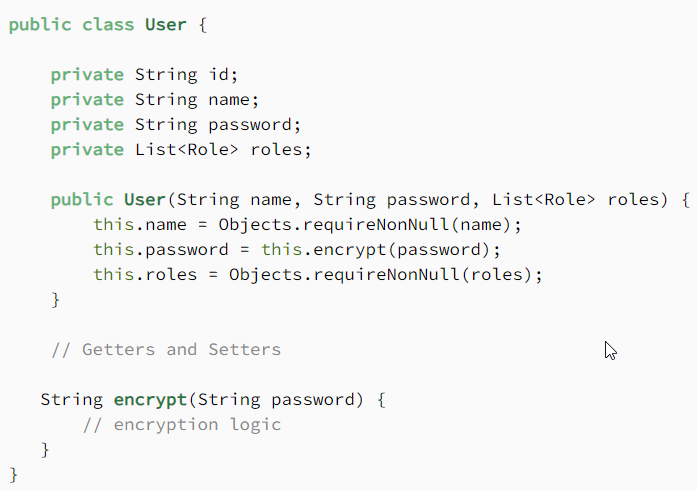 public class User {
private String id;
private String name;
private String password;
private List<Role> roles;
public User(String name, String password, List<Role> roles) {
this.name = Objects.requireNonNull(name);
this.password = this.encrypt(password);
this.roles = Objects.requireNonNull(roles);
}
// Getters and Setters
String encrypt(String password) {
// encryption logic
}
}